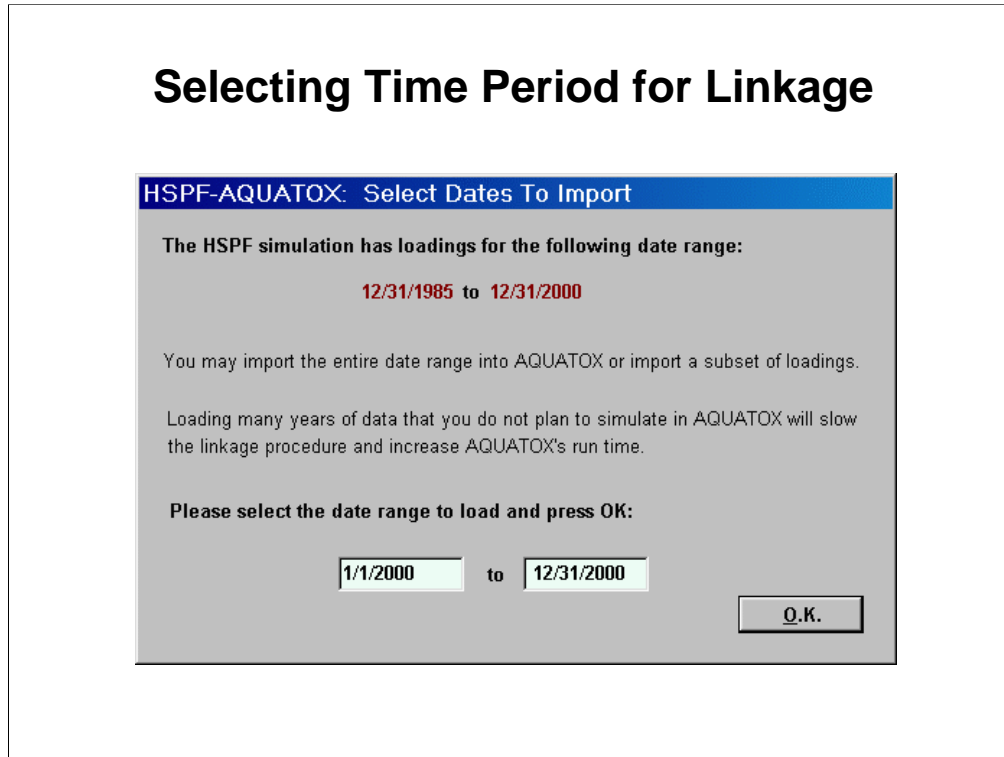 Selecting Time Period for Linkage
HSPF-AQUATOX: Select Dates To Import
The HSPF simulation has loadings for the following date range:
12/31/1985 to 12/31/2000
You may import the entire date range into AQUATOX or import a subset of loadings.
Loading many years of data that you do not plan to simulate in AQUATOX will slow
the linkage procedure and increase AQUATOX's run time.
Please select the date range to load and press OK:
1/1/2000 to 12/31/2000
O.K.